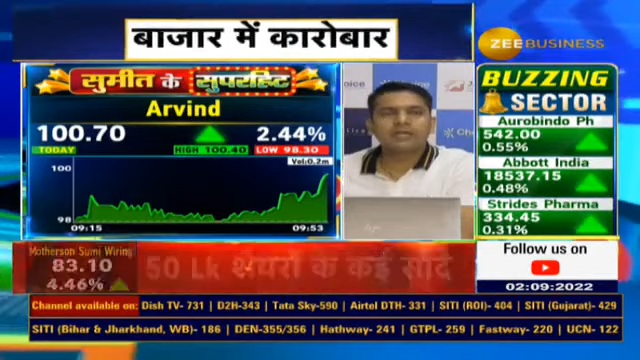 बाजार में कारोबार
ZEE BUSINESS
सुमीत के सुपरहिट
Arvind
100.70 2.44%
TODAY HIGH 100.40 LOW 98.30
Vel:0.2m
100
98
09:15 09:53
BUZZING
SECTOR
Aurobindo Ph
542.00
0.55%
Abbott India
18537.15
0.48%
Strides Pharma
334.45
0.31%
Motherson Sumi Wiring
83.10
4.46%
50 Lk शेयरों के कई सौदे
Follow us on
02:09:2022
Channel available on: Dish TV- 731 | D2H-343 | Tata Sky-590 | Airtel DTH- 331 | SITI (ROI)- 404 | SITI (Gujarat)- 429
SITI (Bihar & Jharkhand, WB)- 186 | DEN-355/356 | Hathway- 241 | GTPL- 259 | Fastway- 220 | UCN- 122